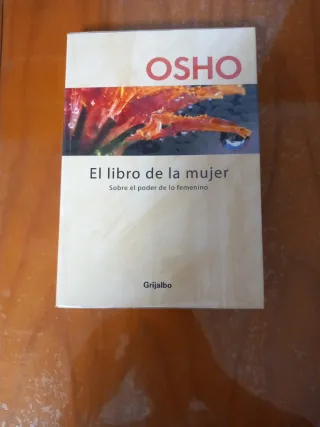 OSHO
El libro de la mujer
Sobre el poder de lo femenino
Grijalbo